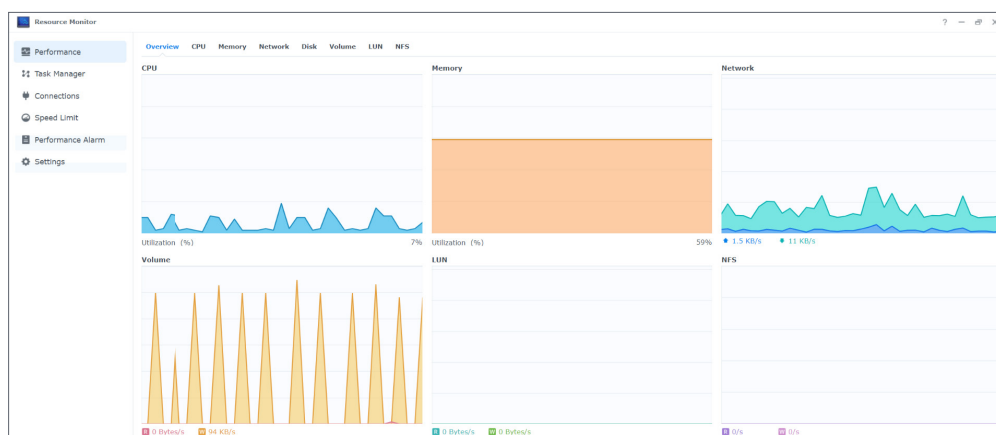 Resource Monitor ?
Performance
Task Manager
Connections
Speed Limit
Performance Alarm
Settings
Overview CPU Memory Network Disk Volume LUN NFS
CPU
Utilization (%) 7%
Memory
Utilization (%) 59%
Network
1.5 KB/s 11 KB/s
Volume
R 0 Bytes/s W 94 KB/s
LUN
R 0 Bytes/s W 0 Bytes/s
NFS
R 0/s W 0/s